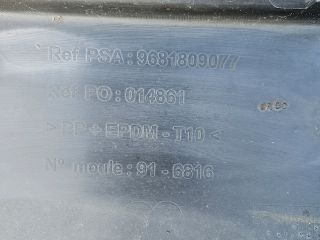 Ref PSA : 9681809077
Ref PO : 014861
> PP + EPDM - T10 <
N° moule : 91 - 6816